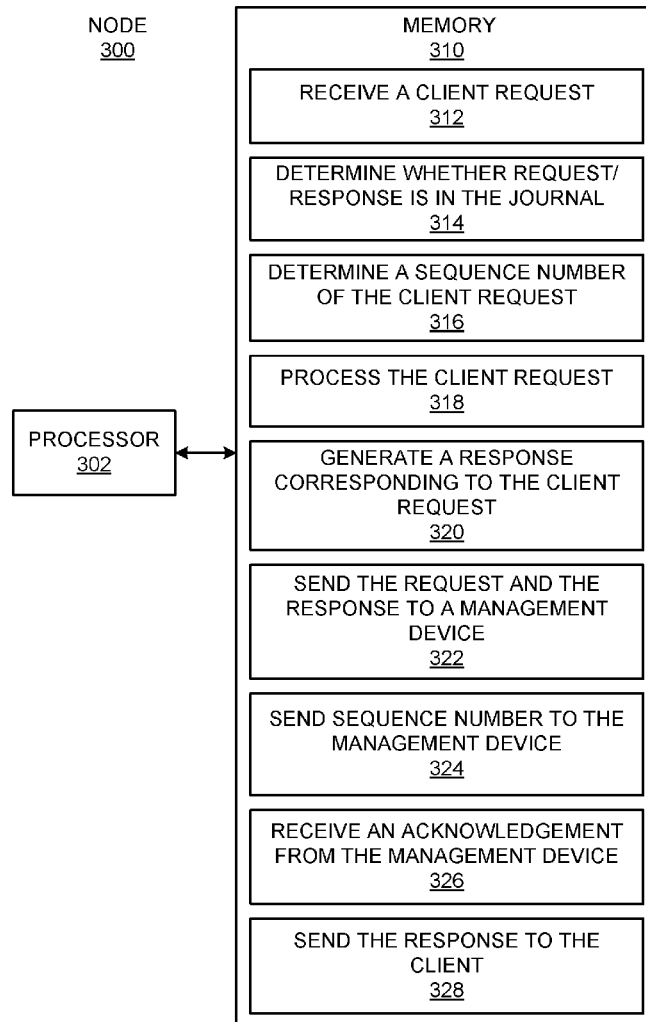 NODE
300
MEMORY
310
RECEIVE A CLIENT REQUEST
312
DETERMINE WHETHER REQUEST/
RESPONSE IS IN THE JOURNAL
314
DETERMINE A SEQUENCE NUMBER
OF THE CLIENT REQUEST
316
PROCESS THE CLIENT REQUEST
318
PROCESSOR
302
GENERATE A RESPONSE
CORRESPONDING TO THE CLIENT
REQUEST
320
SEND THE REQUEST AND THE
RESPONSE TO A MANAGEMENT
DEVICE
322
SEND SEQUENCE NUMBER TO THE
MANAGEMENT DEVICE
324
RECEIVE AN ACKNOWLEDGEMENT
FROM THE MANAGEMENT DEVICE
326
SEND THE RESPONSE TO THE
CLIENT
328